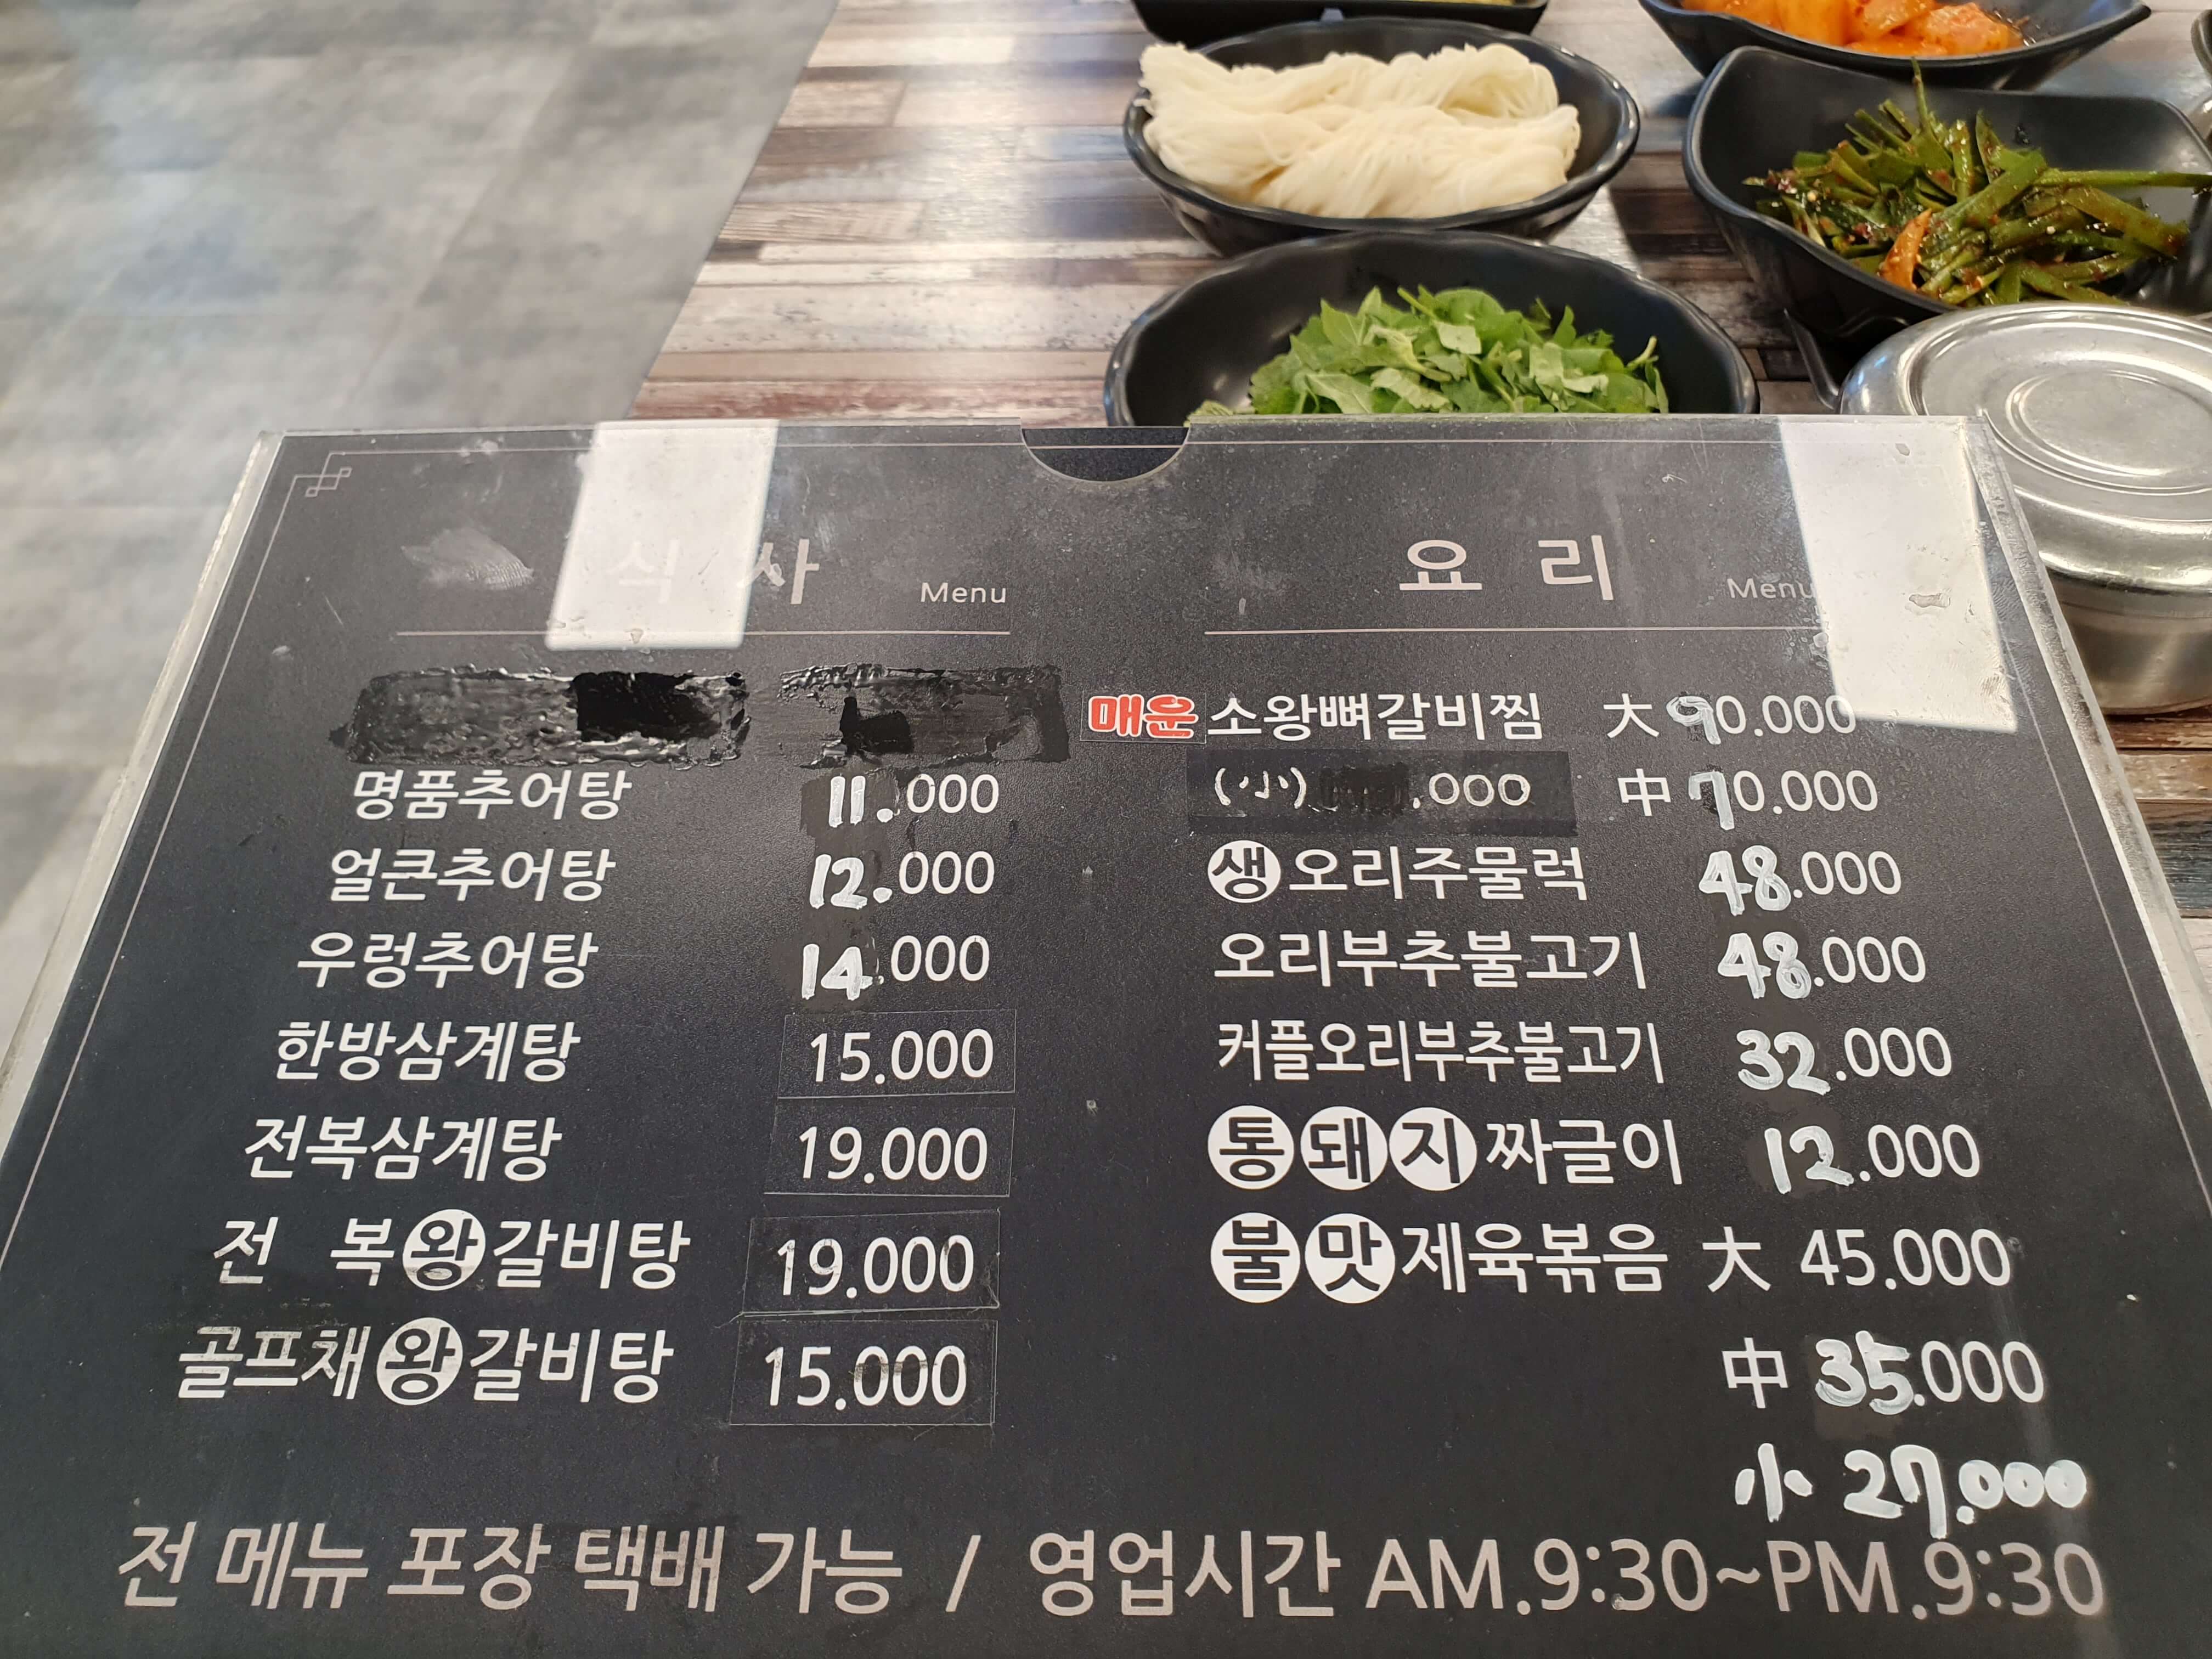 식 사 Menu
명품추어탕 11.000
얼큰추어탕 12.000
우렁추어탕 14.000
한방삼계탕 15.000
전복삼계탕 19.000
전 복왕갈비탕 19.000
골프채왕갈비탕 15.000
요 리 Menu
매운 소왕뼈갈비찜 大 90.000
(小) .000 中 70.000
생오리주물럭 48.000
오리부추불고기 48.000
커플오리부추불고기 32.000
통돼지짜글이 12.000
불맛제육볶음 大 45.000
中 35.000
小 27.000
전 메뉴 포장 택배 가능 / 영업시간 AM.9:30~PM.9:30